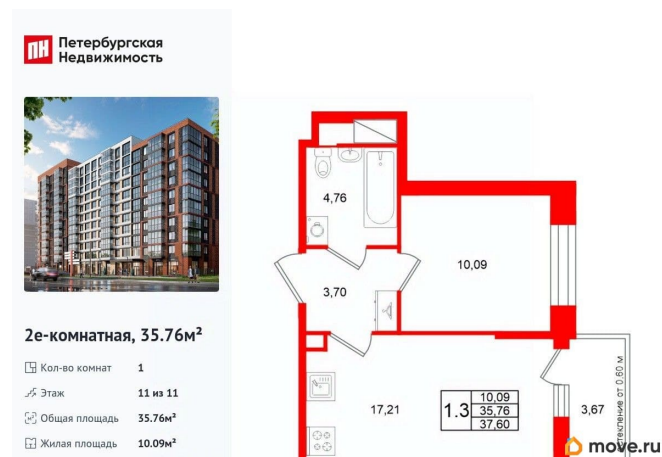 ПН Петербургская
Недвижимость
2е-комнатная, 35.76м²
Кол-во комнат 1
Этаж 11 из 11
Общая площадь 35.76м²
Жилая площадь 10.09м²
4,76
10,09
3,70
17,21
1.3
10,09
35,76
37,60
3,67
остекление от 0.60 м
move.ru